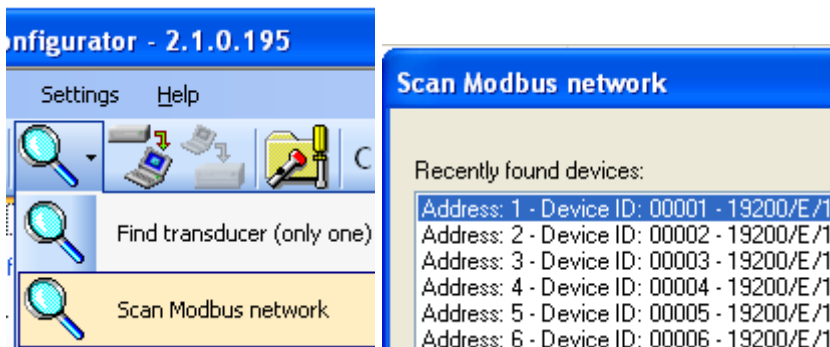 onfigurator - 2.1.0.195
Settings Help
C
Find transducer (only one)
Scan Modbus network
Scan Modbus network
Recently found devices:
Address: 1 - Device ID: 00001 - 19200/E/1
Address: 2 - Device ID: 00002 - 19200/E/1
Address: 3 - Device ID: 00003 - 19200/E/1
Address: 4 - Device ID: 00004 - 19200/E/1
Address: 5 - Device ID: 00005 - 19200/E/1
Address: 6 - Device ID: 00006 - 19200/E/1